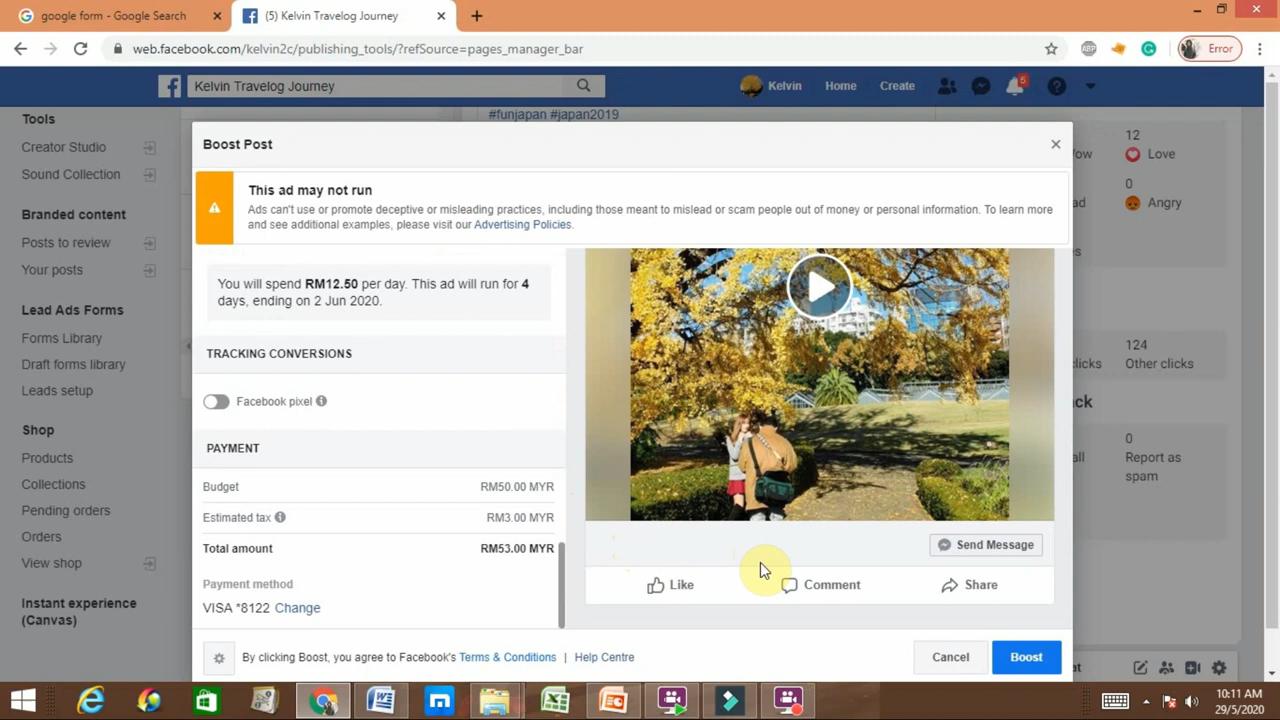 google form - Google Search
(5) Kelvin Travelog Journey
web.facebook.com/kelvin2c/publishing_tools/?refSource=pages_manager_bar
ABP
Error
Kelvin Travelog Journey
Kelvin
Home
Create
5
Tools
Creator Studio
Sound Collection
Branded content
Posts to review
Your posts
Lead Ads Forms
Forms Library
Draft forms library
Leads setup
Shop
Products
Collections
Pending orders
Orders
View shop
Instant experience
(Canvas)
#funjapan #japan2019
Boost Post
This ad may not run
Ads can't use or promote deceptive or misleading practices, including those meant to mislead or scam people out of money or personal information. To learn more
and see additional examples, please visit our Advertising Policies.
You will spend RM12.50 per day. This ad will run for 4
days, ending on 2 Jun 2020.
TRACKING CONVERSIONS
Facebook pixel
PAYMENT
Budget RM50.00 MYR
Estimated tax RM3.00 MYR
Total amount RM53.00 MYR
Payment method
VISA *8122 Change
Send Message
Like Comment Share
By clicking Boost, you agree to Facebook's Terms & Conditions | Help Centre
Cancel
Boost
12
Love
0
Angry
124
Other clicks
0
Report as
spam
10:11 AM
29/5/2020